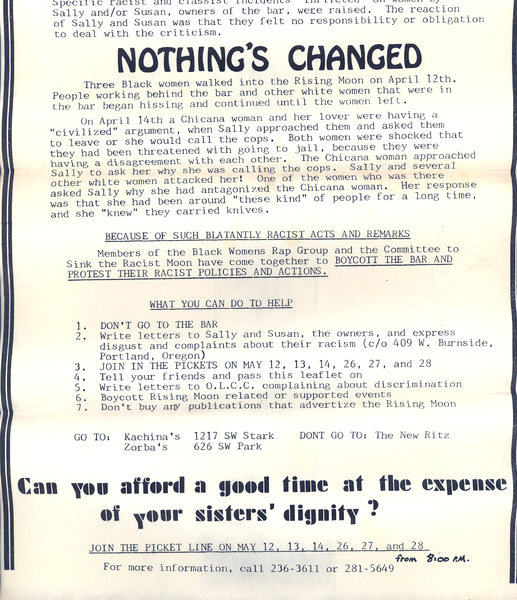 Specific racist and classist incidents inflicted on women by
Sally and/or Susan, owners of the bar, were raised. The reaction
of Sally and Susan was that they felt no responsibility or obligation
to deal with the criticism.
NOTHING'S CHANGED
Three Black women walked into the Rising Moon on April 12th.
People working behind the bar and other white women that were in
the bar began hissing and continued until the women left.
On April 14th a Chicana woman and her lover were having a
"civilized" argument, when Sally approached them and asked them
to leave or she would call the cops. Both women were shocked that
they had been threatened with going to jail, because they were
having a disagreement with each other. The Chicana woman approached
Sally to ask her why she was calling the cops. Sally and several
other white women attacked her! One of the women who was there
asked Sally why she had antagonized the Chicana woman. Her response
was that she had been around "these kind" of people for a long time,
and she "knew" they carried knives.
BECAUSE OF SUCH BLATANTLY RACIST ACTS AND REMARKS
Members of the Black Womens Rap Group and the Committee to
Sink the Racist Moon have come together to BOYCOTT THE BAR AND
PROTEST THEIR RACIST POLICIES AND ACTIONS.
WHAT YOU CAN DO TO HELP
1. DON'T GO TO THE BAR
2. Write letters to Sally and Susan, the owners, and express
disgust and complaints about their racism (c/o 409 W. Burnside,
Portland, Oregon)
3. JOIN IN THE PICKETS ON MAY 12, 13, 14, 26, 27, and 28
4. Tell your friends and pass this leaflet on
5. Write letters to O.L.C.C. complaining about discrimination
6. Boycott Rising Moon related or supported events
7. Don't buy any publications that advertize the Rising Moon
GO TO: Kachina's 1217 SW Stark DONT GO TO: The New Ritz
Zorba's 626 SW Park
Can you afford a good time at the expense
of your sisters' dignity ?
JOIN THE PICKET LINE ON MAY 12, 13, 14, 26, 27, and 28
from 8:00 P.M.
For more information, call 236-3611 or 281-5649